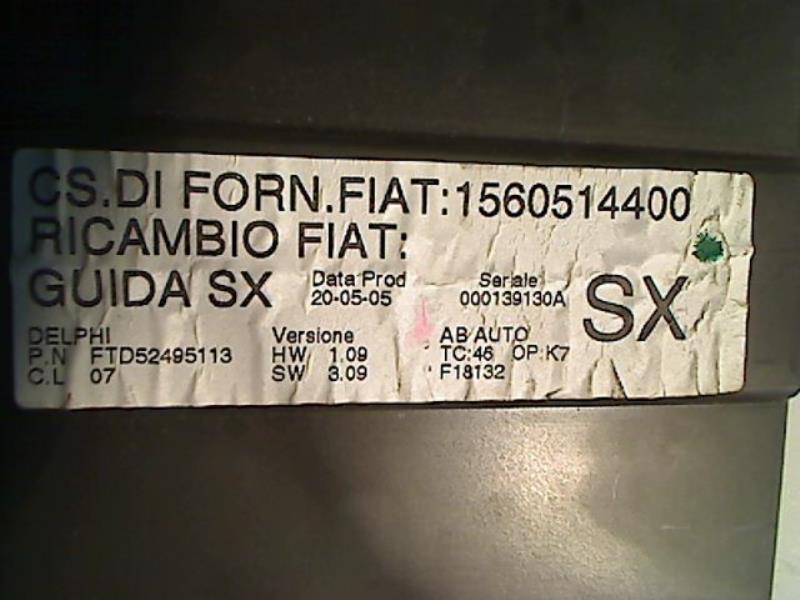 CS.DI FORN.FIAT:1560514400
RICAMBIO FIAT:
GUIDA SX Data Prod 20-05-05 Seriale 000139130A SX
DELPHI Versione AB AUTO
P.N FTD52495113 HW 1.09 TC:46 OP:K7
C.L 07 SW 3.09 F18132